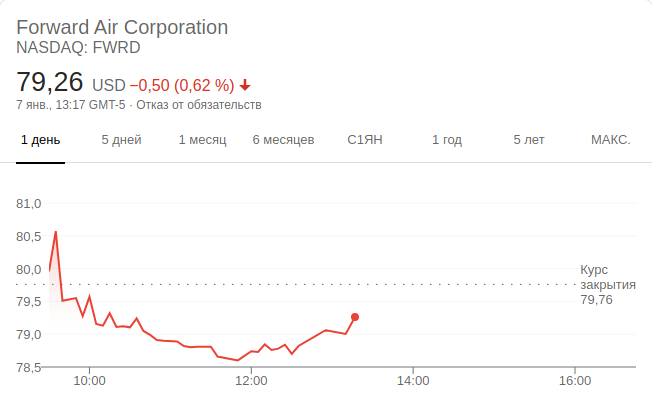 Forward Air Corporation
NASDAQ: FWRD
79,26 USD −0,50 (0,62 %)
7 янв., 13:17 GMT-5 · Отказ от обязательств
1 день 5 дней 1 месяц 6 месяцев С1ЯН 1 год 5 лет МАКС.
81,0
80,5
80,0
79,5
79,0
78,5
Курс
закрытия
79,76
10:00 12:00 14:00 16:00